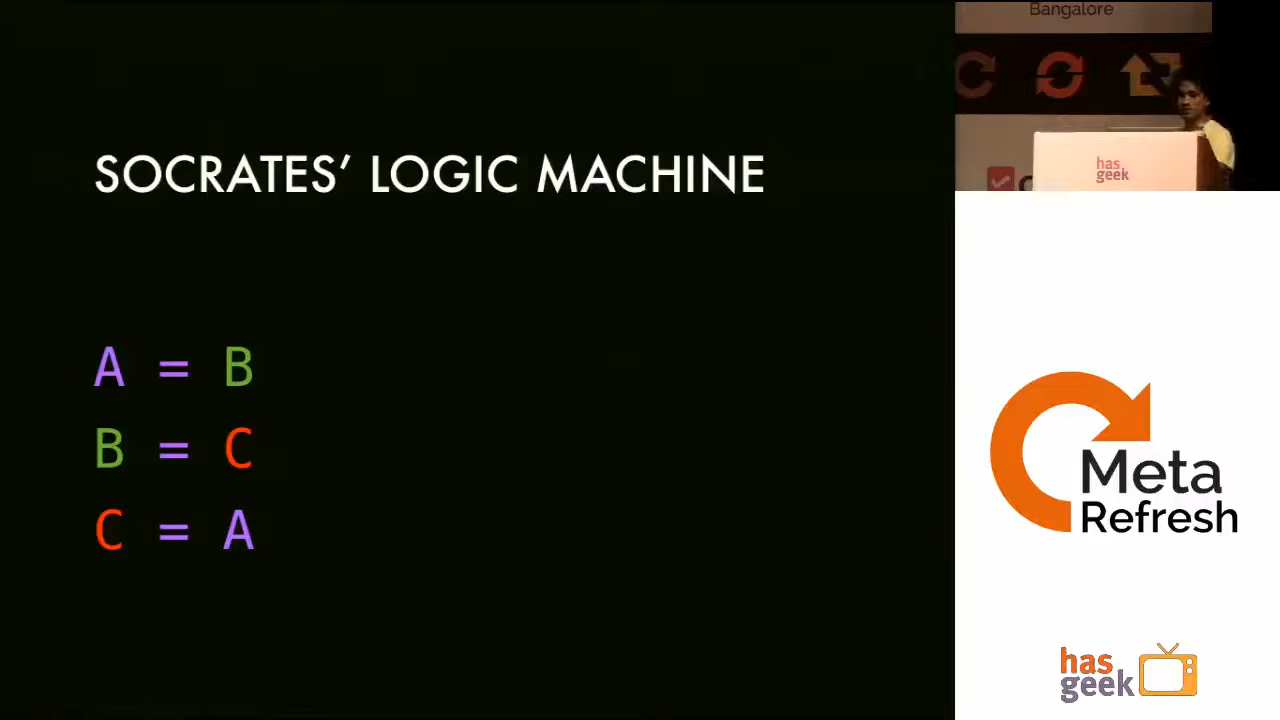 SOCRATES’ LOGIC MACHINE
A = B
B = C
C = A
Bangalore
has
geek
Meta
Refresh
has
geek